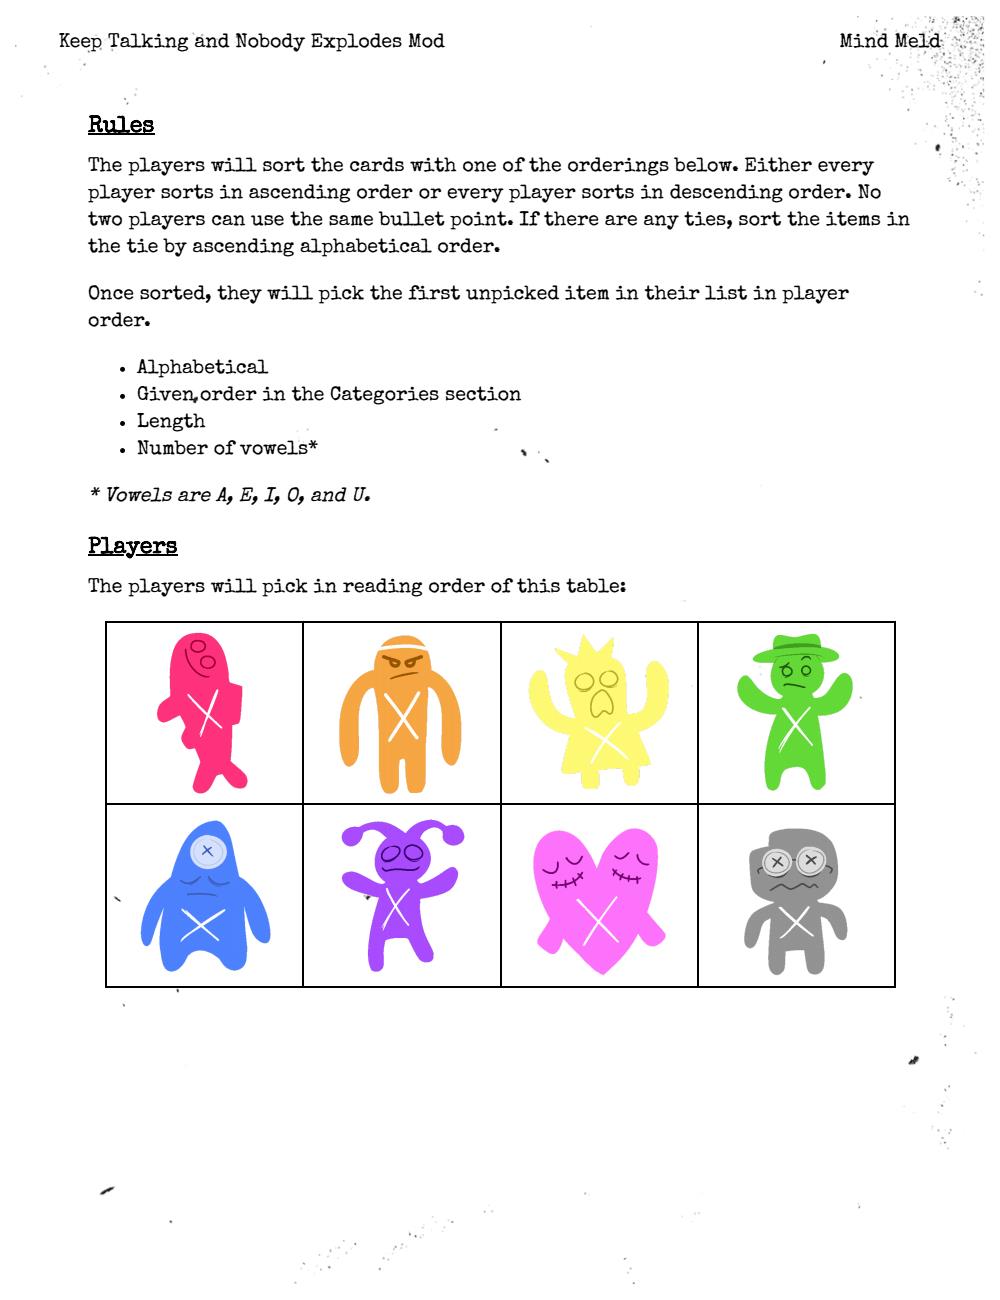 Keep Talking and Nobody Explodes Mod
Mind Meld
Rules
The players will sort the cards with one of the orderings below. Either every
player sorts in ascending order or every player sorts in descending order. No
two players can use the same bullet point. If there are any ties, sort the items in
the tie by ascending alphabetical order.
Once sorted, they will pick the first unpicked item in their list in player
order.
• Alphabetical
• Given order in the Categories section
• Length
• Number of vowels*
* Vowels are A, E, I, O, and U.
Players
The players will pick in reading order of this table: